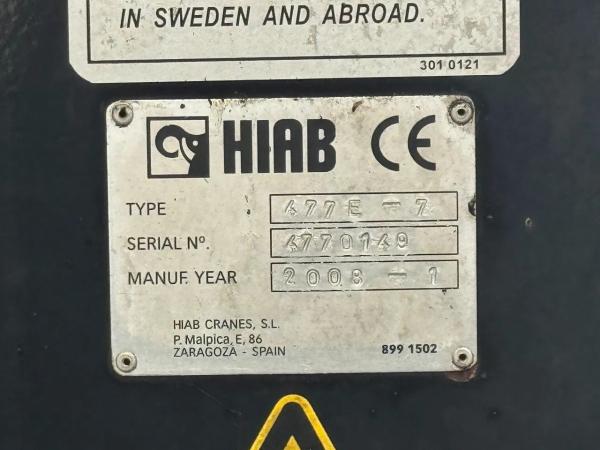 IN SWEDEN AND ABROAD.
301 0121
HIAB CE
TYPE 477E-7
SERIAL Nº. 4770149
MANUF. YEAR 2008-1
HIAB CRANES, S.L.
P. Malpica, E, 86
ZARAGOZA - SPAIN 899 1502